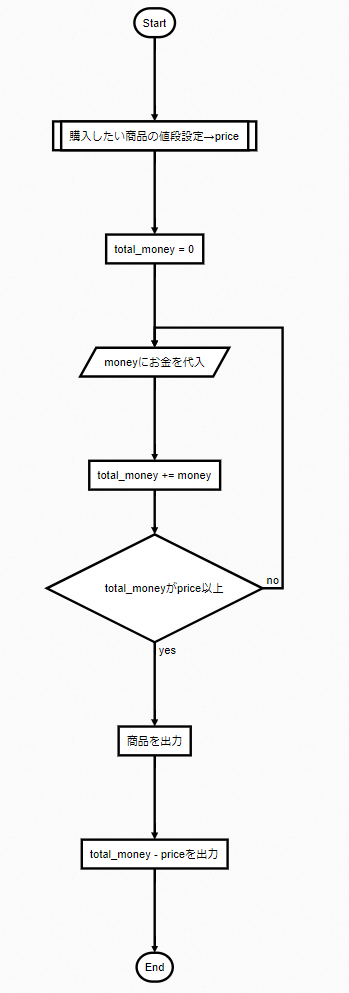 Start
購入したい商品の値段設定→price
total_money = 0
moneyにお金を代入
total_money += money
total_moneyがprice以上
no
yes
商品を出力
total_money - priceを出力
End